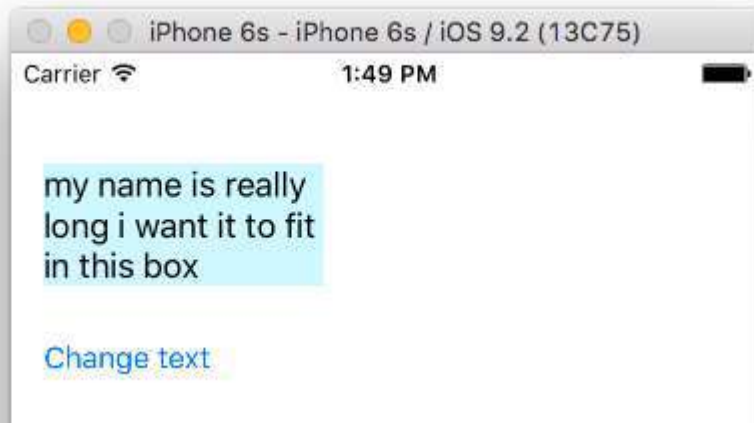 iPhone 6s - iPhone 6s / iOS 9.2 (13C75)
Carrier 1:49 PM
my name is really
long i want it to fit
in this box
Change text